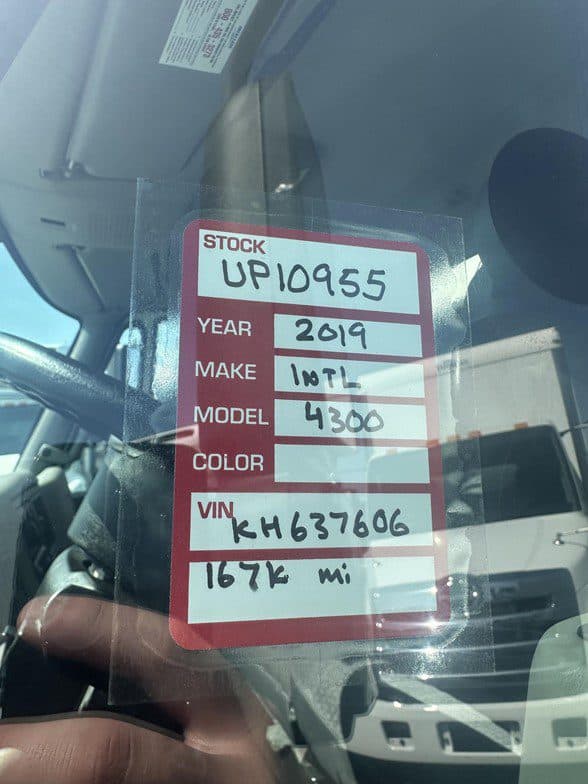 STOCK
UP10955
YEAR 2019
MAKE INTL
MODEL 4300
COLOR
VIN KH637606
167K mi